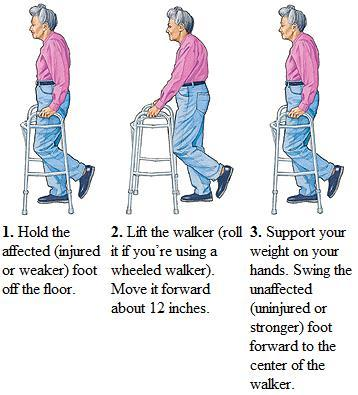 1. Hold the
affected (injured
or weaker) foot
off the floor.
2. Lift the walker (roll
it if you're using a
wheeled walker).
Move it forward
about 12 inches.
3. Support your
weight on your
hands. Swing the
unaffected
(uninjured or
stronger) foot
forward to the
center of the
walker.